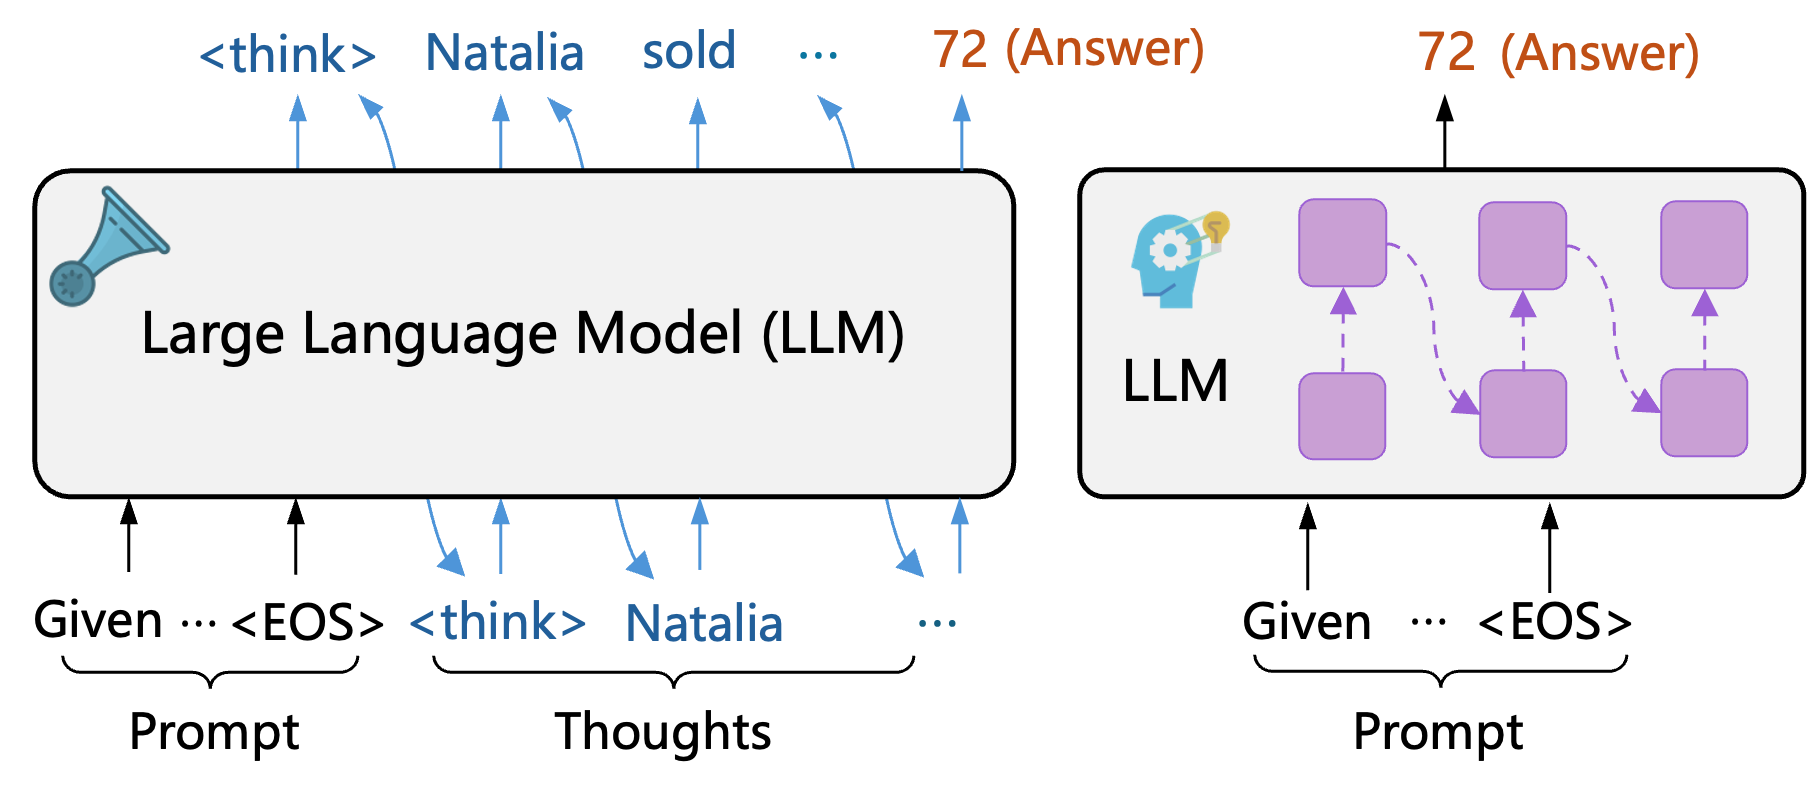 <think> Natalia sold ... 72 (Answer)
Large Language Model (LLM)
Given ... <EOS> <think> Natalia ...
Prompt Thoughts
72 (Answer)
LLM
Given ... <EOS>
Prompt